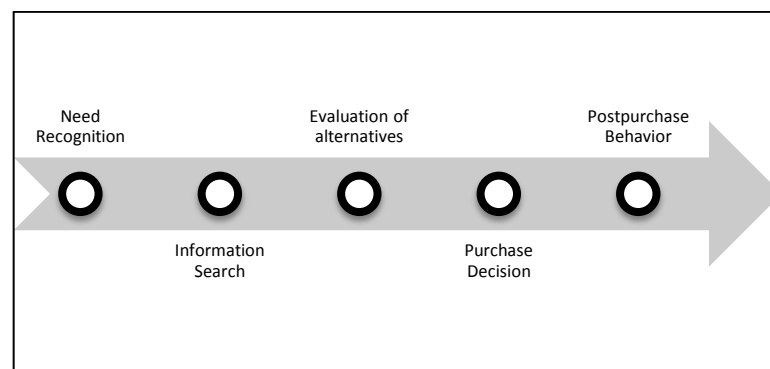 Need
Recognition
Information
Search
Evaluation of
alternatives
Purchase
Decision
Postpurchase
Behavior